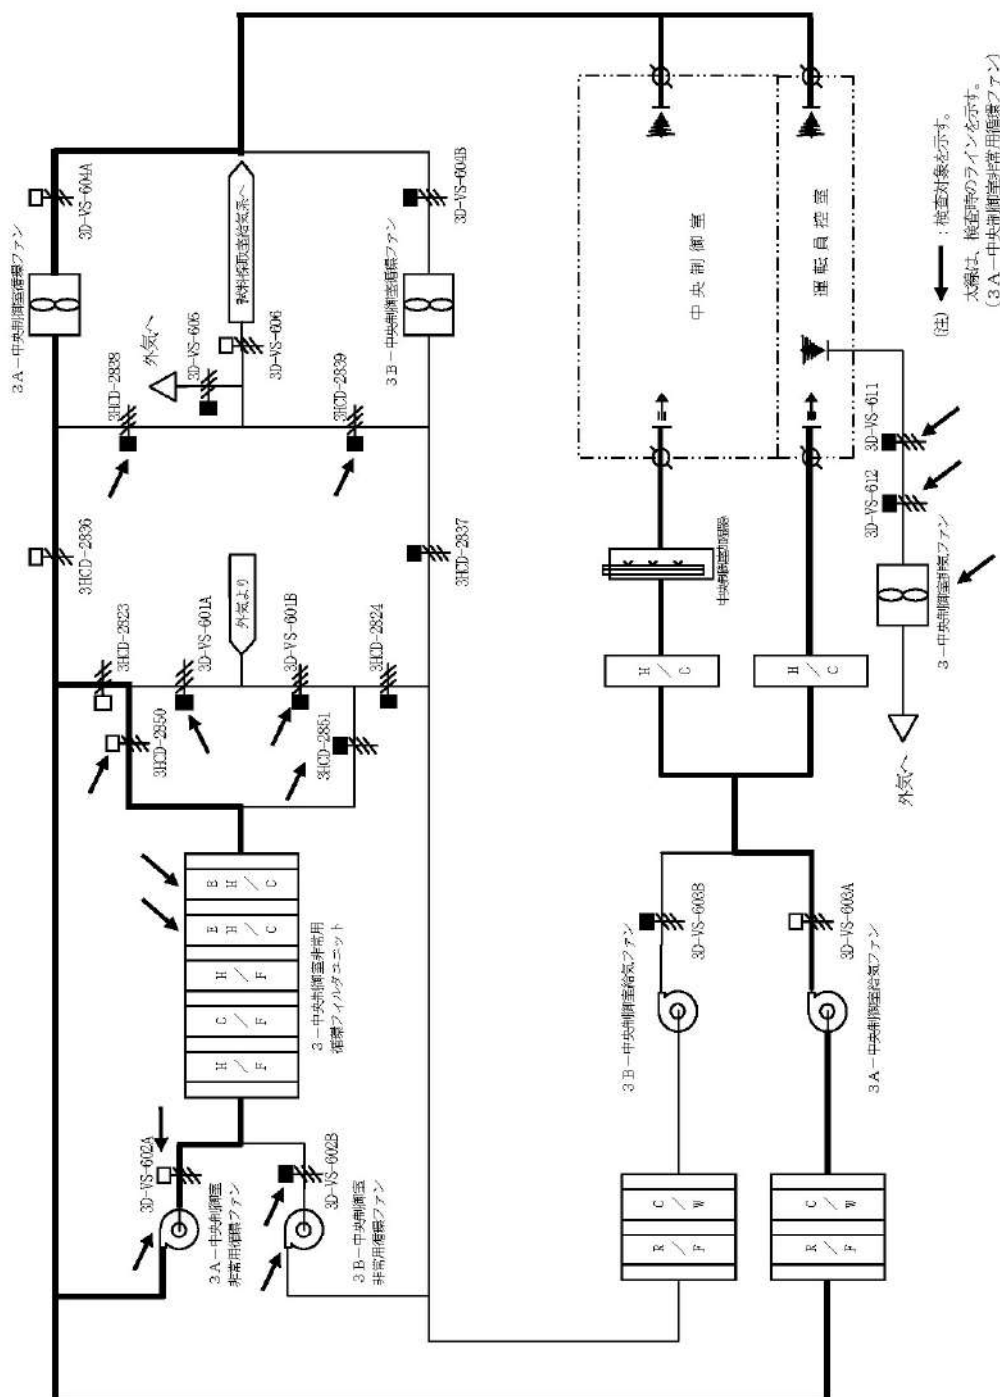 3A－中央制御室循環ファン
3D-VS-604A
3HCD-2836
3HCD-2838
外気へ
3D-VS-605
3D-VS-606
試料採取室給気系へ
3HCD-2839
3B－中央制御室循環ファン
3D-VS-604B
3HCD-2823
3D-VS-601A
外気より
3D-VS-601B
3HCD-2824
3HCD-2837
3HCD-2850
3HCD-2851
E H／C
E H／C
H／F
C／F
H／F
3－中央制御室非常用
循環フィルタユニット
3D-VS-602A
3A－中央制御室
非常用循環ファン
3D-VS-602B
3B－中央制御室
非常用循環ファン
中央制御室
運転員控室
中央制御室加湿器
H／C
H／C
3D-VS-611
3D-VS-612
3－中央制御室排気ファン
外気へ
3D-VS-603B
3B－中央制御室給気ファン
3D-VS-603A
3A－中央制御室給気ファン
C／W
R／F
C／W
R／F
(注)
：検査対象を示す。
太線は、検査時のラインを示す。
(3A－中央制御室非常用循環ファン)